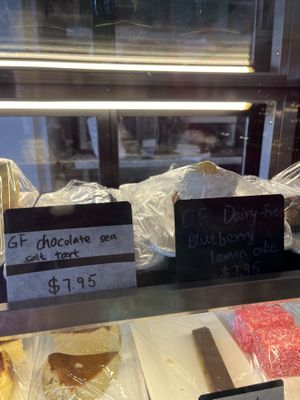 GF chocolate sea
salt tart
$7.95
G.F Dairy-Free
Blueberry
Lemon cake
$7.95